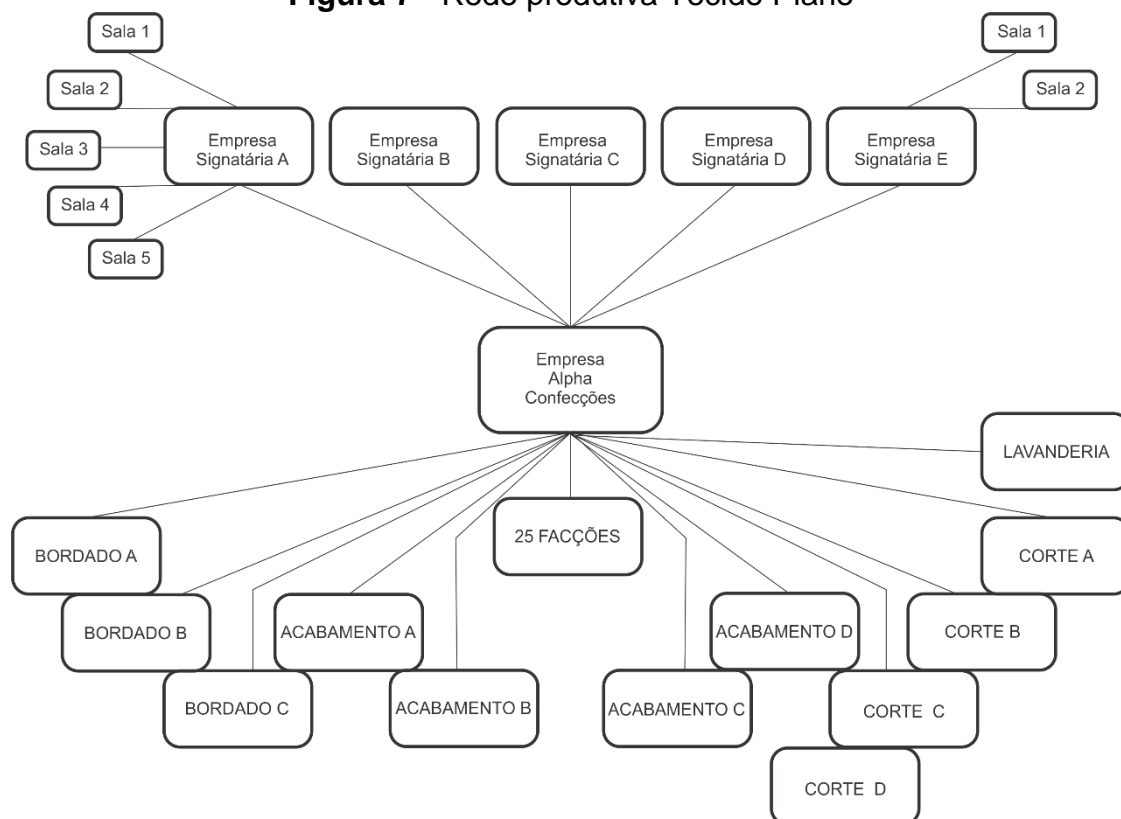 Figura 7 - Rede produtiva Tecido Plano
Sala 1
Sala 1
Sala 2
Sala 2
Sala 3
Empresa
Signatária A
Empresa
Signatária B
Empresa
Signatária C
Empresa
Signatária D
Empresa
Signatária E
Sala 4
Sala 5
Empresa
Alpha
Confecções
LAVANDERIA
25 FACÇÕES
BORDADO A
CORTE A
BORDADO B
ACABAMENTO A
ACABAMENTO D
CORTE B
BORDADO C
ACABAMENTO B
ACABAMENTO C
CORTE C
CORTE D